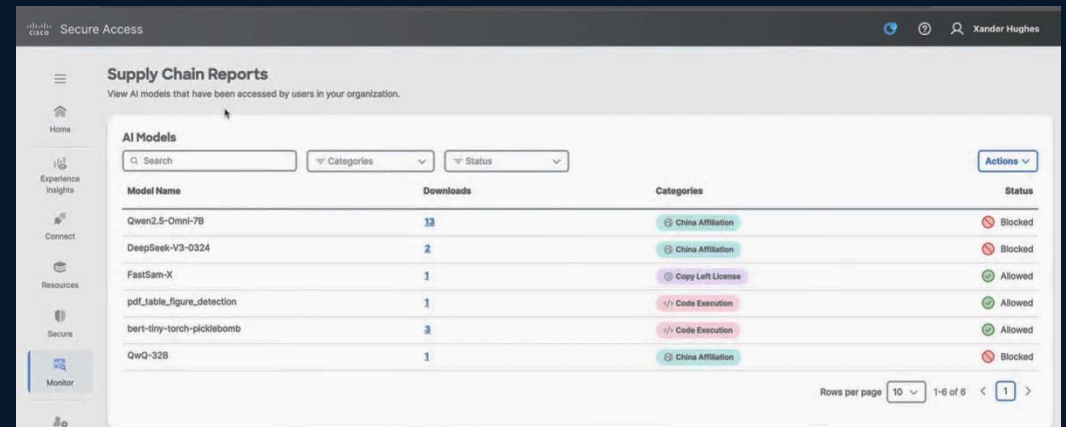 cisco Secure Access
Xander Hughes
Home
Experience
Insights
Connect
Resources
Secure
Monitor
Supply Chain Reports
View AI models that have been accessed by users in your organization.
AI Models
Search
Categories
Status
Actions
Model Name Downloads Categories Status
Qwen2.5-Omni-7B 13 China Affiliation Blocked
DeepSeek-V3-0324 2 China Affiliation Blocked
FastSam-X 1 Copy Left License Allowed
pdf_table_figure_detection 1 </> Code Execution Allowed
bert-tiny-torch-picklebomb 3 </> Code Execution Allowed
QwQ-32B 1 China Affiliation Blocked
Rows per page 10 1-6 of 6 < 1 >